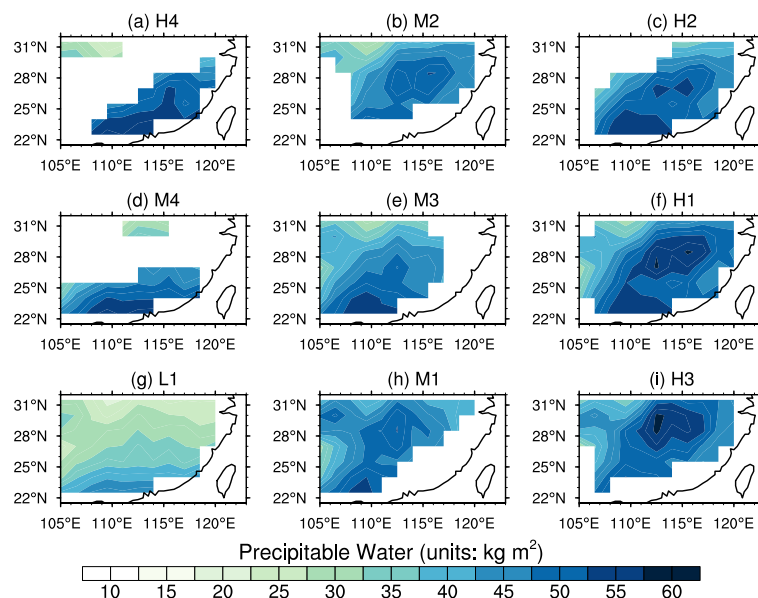 (a) H4 (b) M2 (c) H2
31°N 31°N 31°N
28°N 28°N 28°N
25°N 25°N 25°N
22°N 22°N 22°N
105°E 110°E 115°E 120°E 105°E 110°E 115°E 120°E 105°E 110°E 115°E 120°E
(d) M4 (e) M3 (f) H1
31°N 31°N 31°N
28°N 28°N 28°N
25°N 25°N 25°N
22°N 22°N 22°N
105°E 110°E 115°E 120°E 105°E 110°E 115°E 120°E 105°E 110°E 115°E 120°E
(g) L1 (h) M1 (i) H3
31°N 31°N 31°N
28°N 28°N 28°N
25°N 25°N 25°N
22°N 22°N 22°N
105°E 110°E 115°E 120°E 105°E 110°E 115°E 120°E 105°E 110°E 115°E 120°E
Precipitable Water (units: kg m²)
10 15 20 25 30 35 40 45 50 55 60